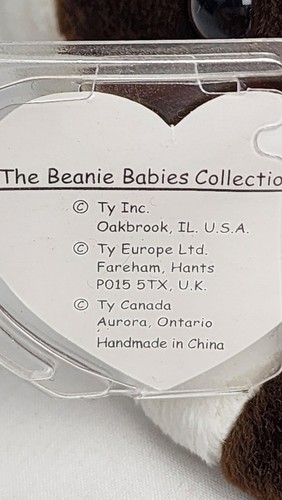 The Beanie Babies Collectio
© Ty Inc.
Oakbrook, IL. U.S.A.
© Ty Europe Ltd.
Fareham, Hants
P015 5TX, U.K.
© Ty Canada
Aurora, Ontario
Handmade in China